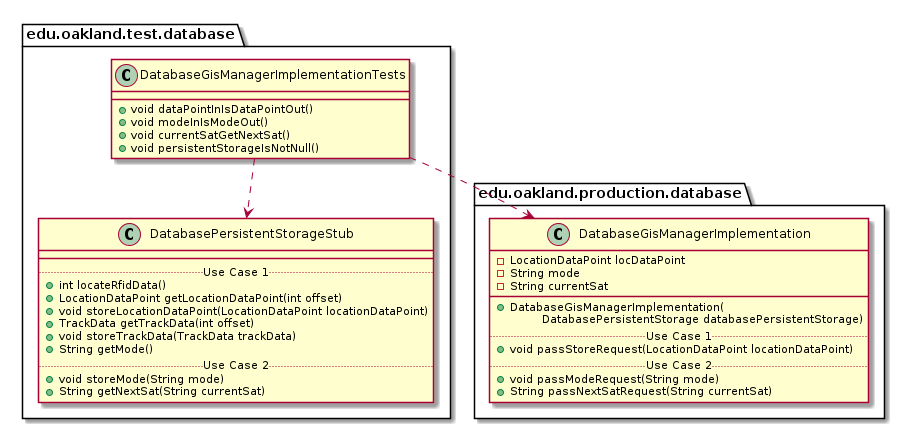 edu.oakland.test.database
C DatabaseGisManagerImplementationTests
void dataPointInIsDataPointOut()
void modeInIsModeOut()
void currentSatGetNextSat()
void persistentStorageIsNotNull()
C DatabasePersistentStorageStub
Use Case 1
int locateRfidData()
LocationDataPoint getLocationDataPoint(int offset)
void storeLocationDataPoint(LocationDataPoint locationDataPoint)
TrackData getTrackData(int offset)
void storeTrackData(TrackData trackData)
String getMode()
Use Case 2
void storeMode(String mode)
String getNextSat(String currentSat)
edu.oakland.production.database
C DatabaseGisManagerImplementation
LocationDataPoint locDataPoint
String mode
String currentSat
DatabaseGisManagerImplementation(
DatabasePersistentStorage databasePersistentStorage)
Use Case 1
void passStoreRequest(LocationDataPoint locationDataPoint)
Use Case 2
void passModeRequest(String mode)
String passNextSatRequest(String currentSat)